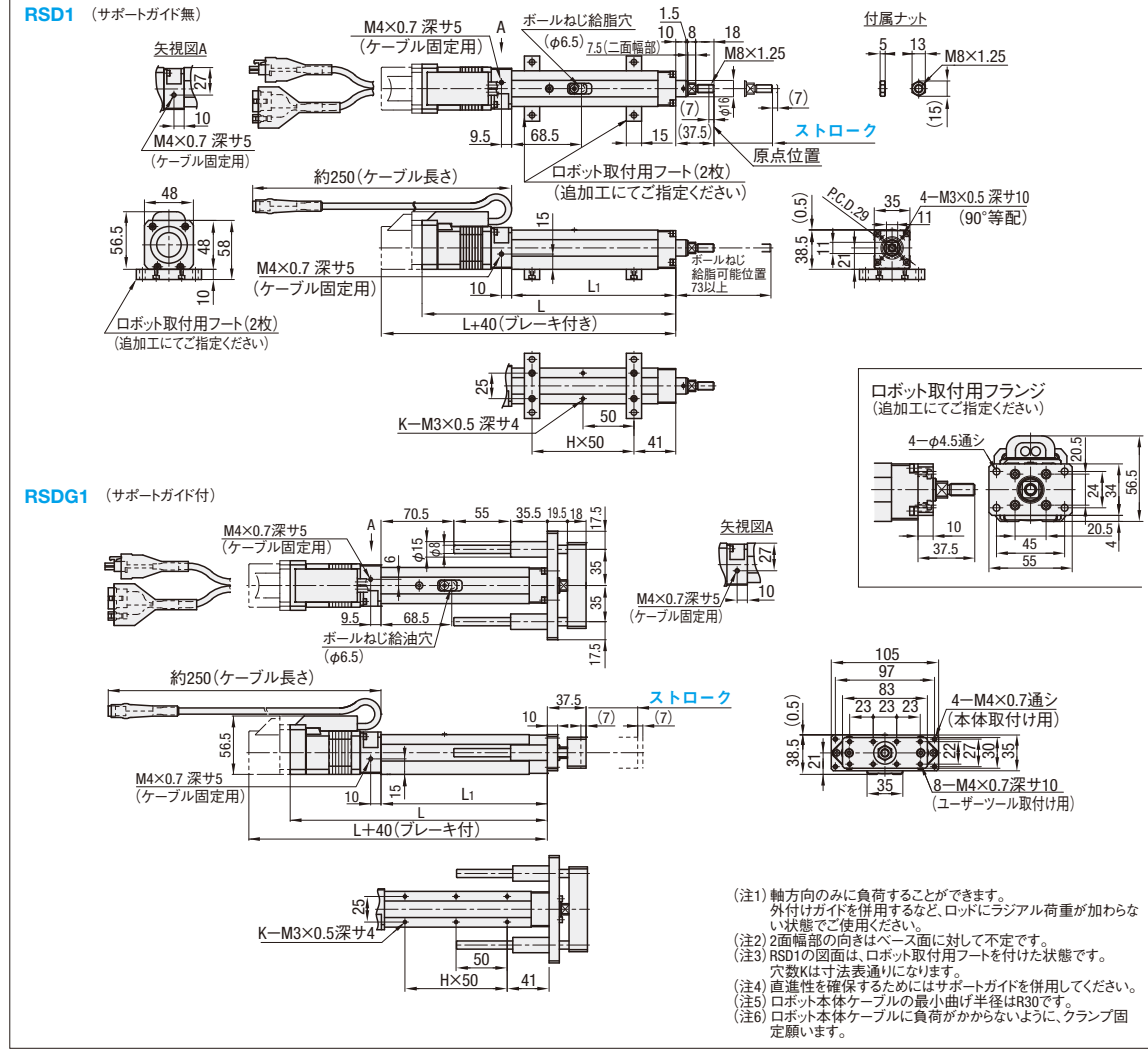 RSD1 (サポートガイド無)
M4×0.7 深サ5
(ケーブル固定用)
A
ボールねじ給脂穴
(φ6.5)
7.5(二面幅部)
1.5
10
8
18
M8×1.25
付属ナット
5
13
M8×1.25
(15)
矢視図A
27
10
M4×0.7 深サ5
(ケーブル固定用)
9.5
68.5
15
(7)
(37.5)
φ16
(7)
ストローク
原点位置
ロボット取付用フート(2枚)
(追加工にてご指定ください)
約250(ケーブル長さ)
48
56.5
48
58
10
ロボット取付用フート(2枚)
(追加工にてご指定ください)
M4×0.7 深サ5
(ケーブル固定用)
15
10
L1
L
L+40(ブレーキ付き)
ボールねじ
給脂可能位置
73以上
P.C.D.29
35
4-M3×0.5 深サ10
(90°等配)
11
(0.5)
38.5
11
21
25
K-M3×0.5 深サ4
50
H×50
41
ロボット取付用フランジ
(追加工にてご指定ください)
4-φ4.5通シ
20.5
24
34
56.5
10
37.5
20.5
45
55
4
RSDG1 (サポートガイド付)
M4×0.7深サ5
(ケーブル固定用)
A
70.5
55
35.5
19.5
18
17.5
6
φ15
φ8
35
35
17.5
9.5
68.5
ボールねじ給油穴
(φ6.5)
矢視図A
27
10
M4×0.7深サ5
(ケーブル固定用)
約250(ケーブル長さ)
56.5
M4×0.7 深サ5
(ケーブル固定用)
10
15
L1
L
L+40(ブレーキ付)
37.5
10
(7)
ストローク
(7)
105
97
83
23
23
23
4-M4×0.7通シ
(本体取付け用)
(0.5)
38.5
21
22
27
30
35
35
8-M4×0.7深サ10
(ユーザーツール取付け用)
25
K-M3×0.5深サ4
50
H×50
41
(注1) 軸方向のみに負荷することができます。
外付けガイドを併用するなど、ロッドにラジアル荷重が加わらな
い状態でご使用ください。
(注2) 2面幅部の向きはベース面に対して不定です。
(注3) RSD1の図面は、ロボット取付用フートを付けた状態です。
穴数Kは寸法表通りになります。
(注4) 直進性を確保するためにはサポートガイドを併用してください。
(注5) ロボット本体ケーブルの最小曲げ半径はR30です。
(注6) ロボット本体ケーブルに負荷がかからないように、クランプ固
定願います。